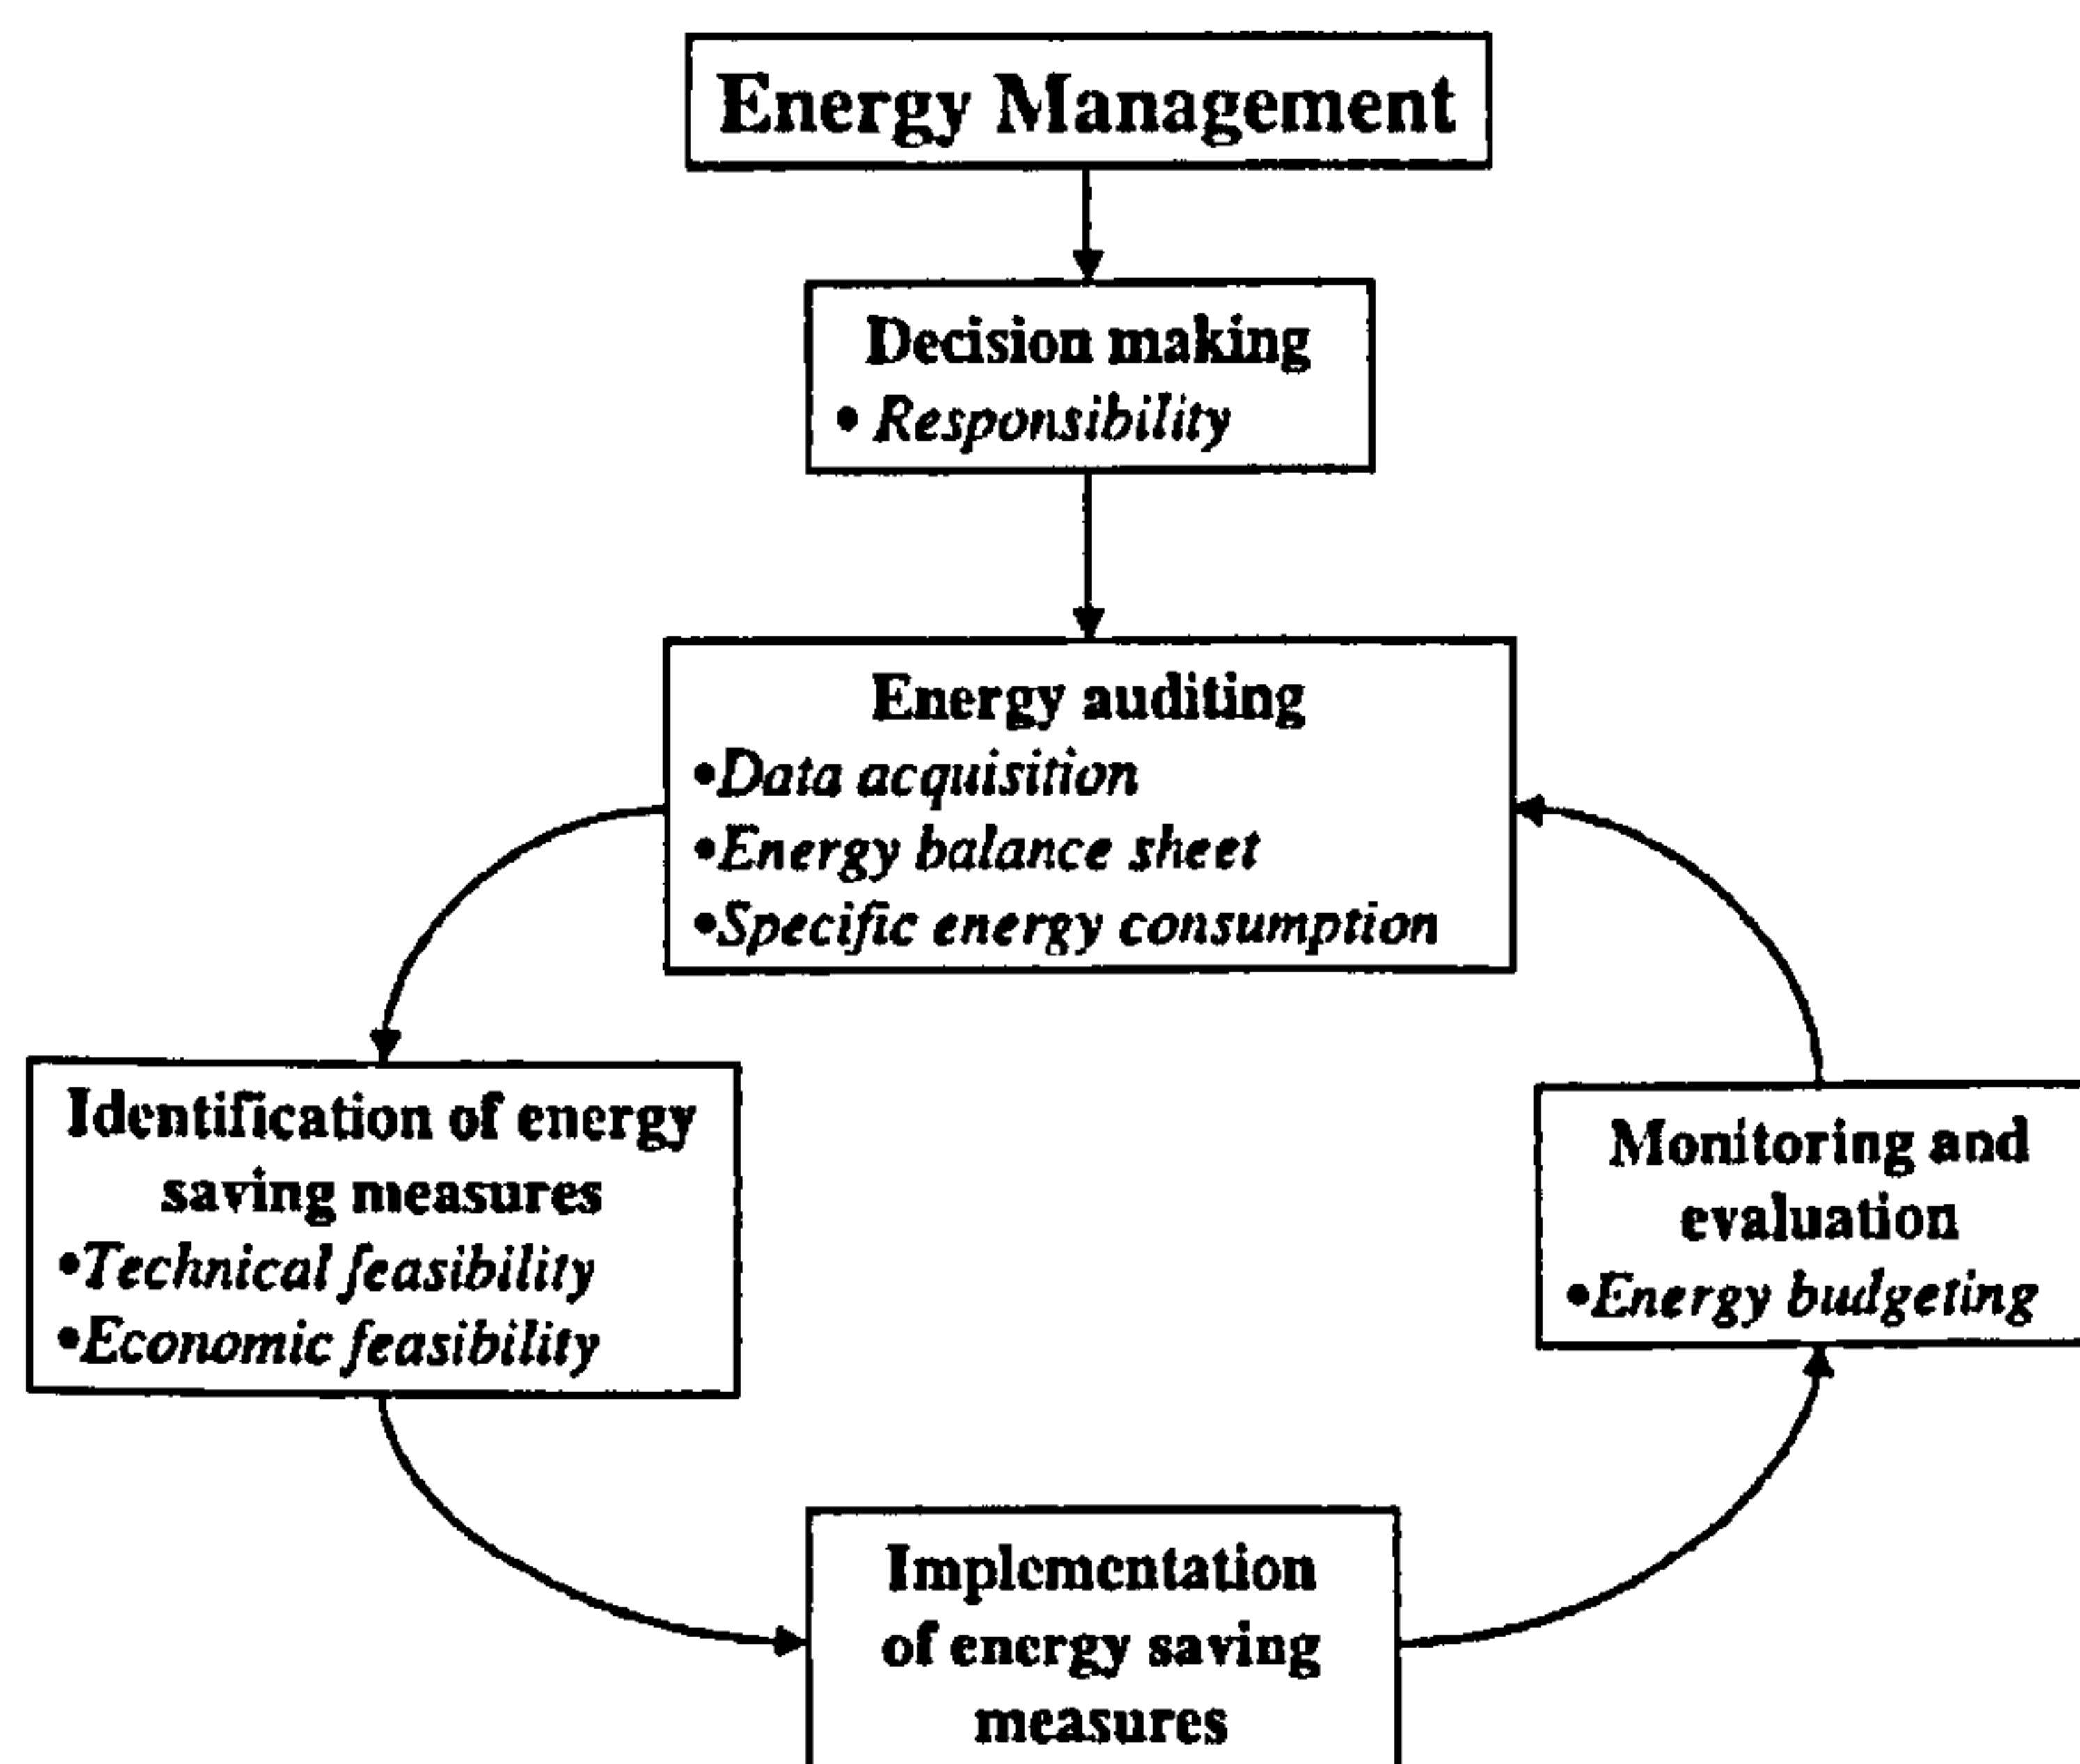 Energy Management
Decision making
• Responsibility
Energy auditing
•Data acquisition
•Energy balance sheet
•Specific energy consumption
Identification of energy
saving measures
•Technical feasibility
•Economic feasibility
Monitoring and
evaluation
•Energy budgeting
Implementation
of energy saving
measures